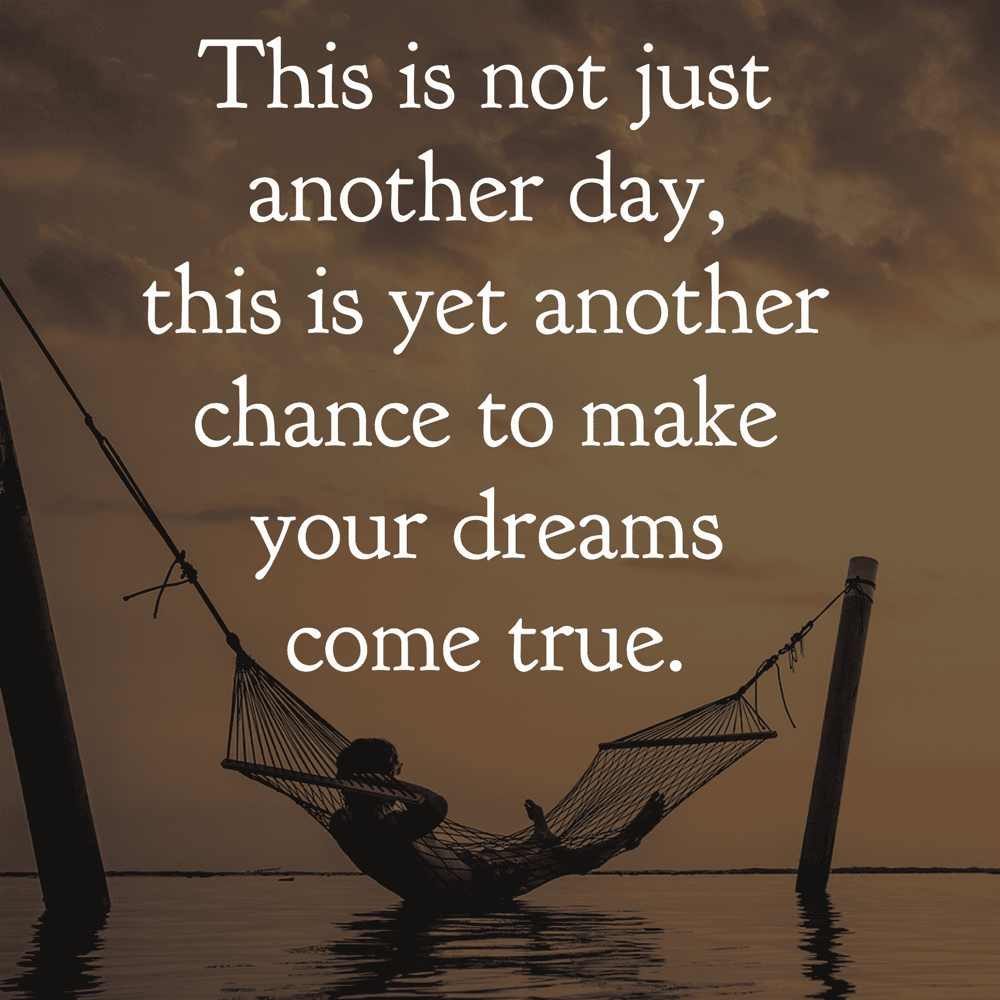 This is not just
another day,
this is yet another
chance to make
your dreams
come true.